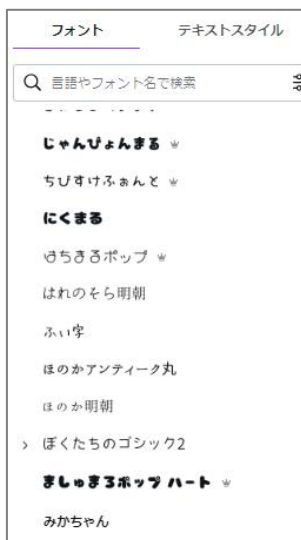 フォント テキストスタイル
言語やフォント名で検索
じゃんぴょんまる
ちびすけふぉんと
にくまる
はちまるポップ
はれのそら明朝
ふい字
ほのかアンティーク丸
ほのか明朝
ぼくたちのゴシック2
ましゅまろポップ ハート
みかちゃん